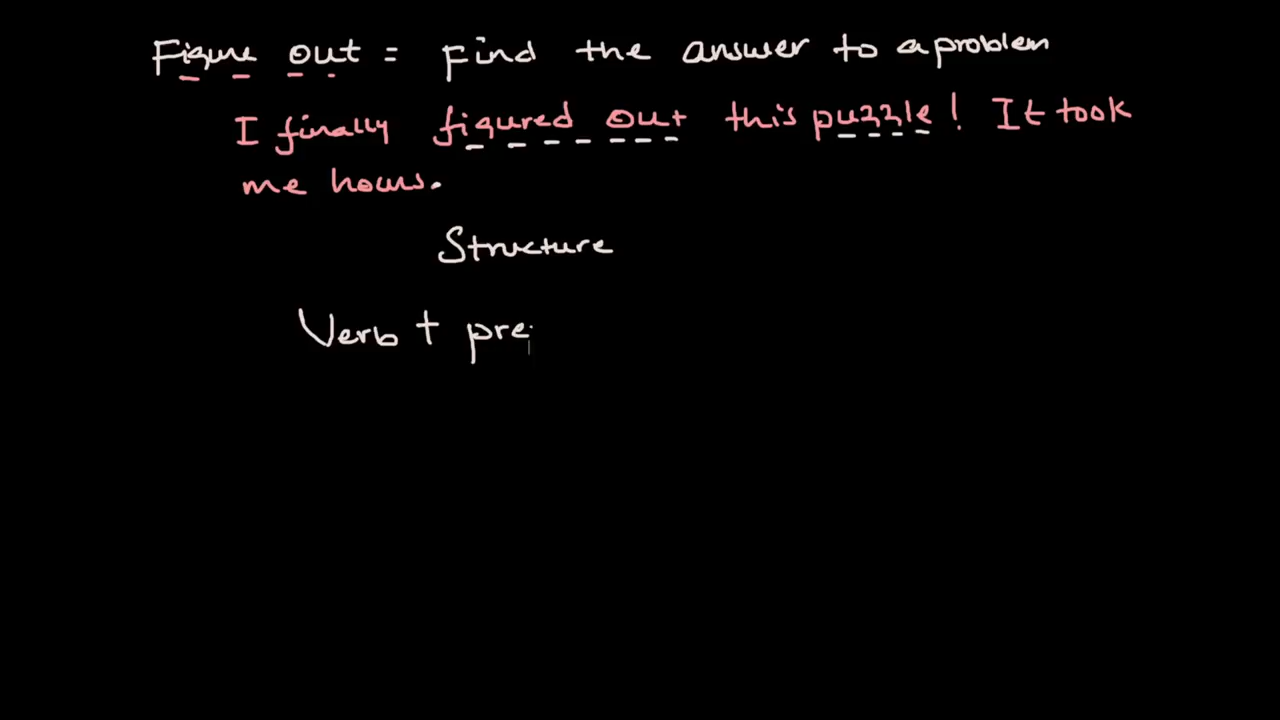 Figure out = Find the answer to a problem
I finally figured out this puzzle! It took
me hours.
Structure
Verb + pre